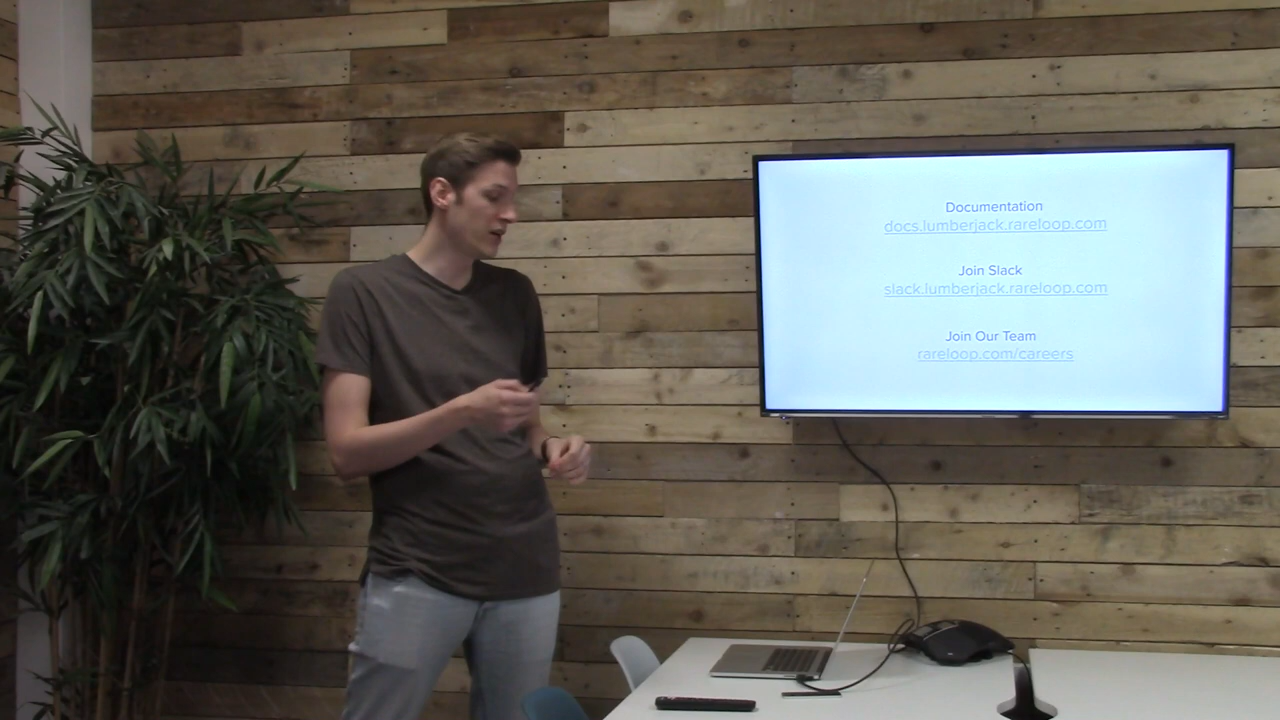 Documentation
docs.lumberjack.rareloop.com
Join Slack
slack.lumberjack.rareloop.com
Join Our Team
rareloop.com/careers